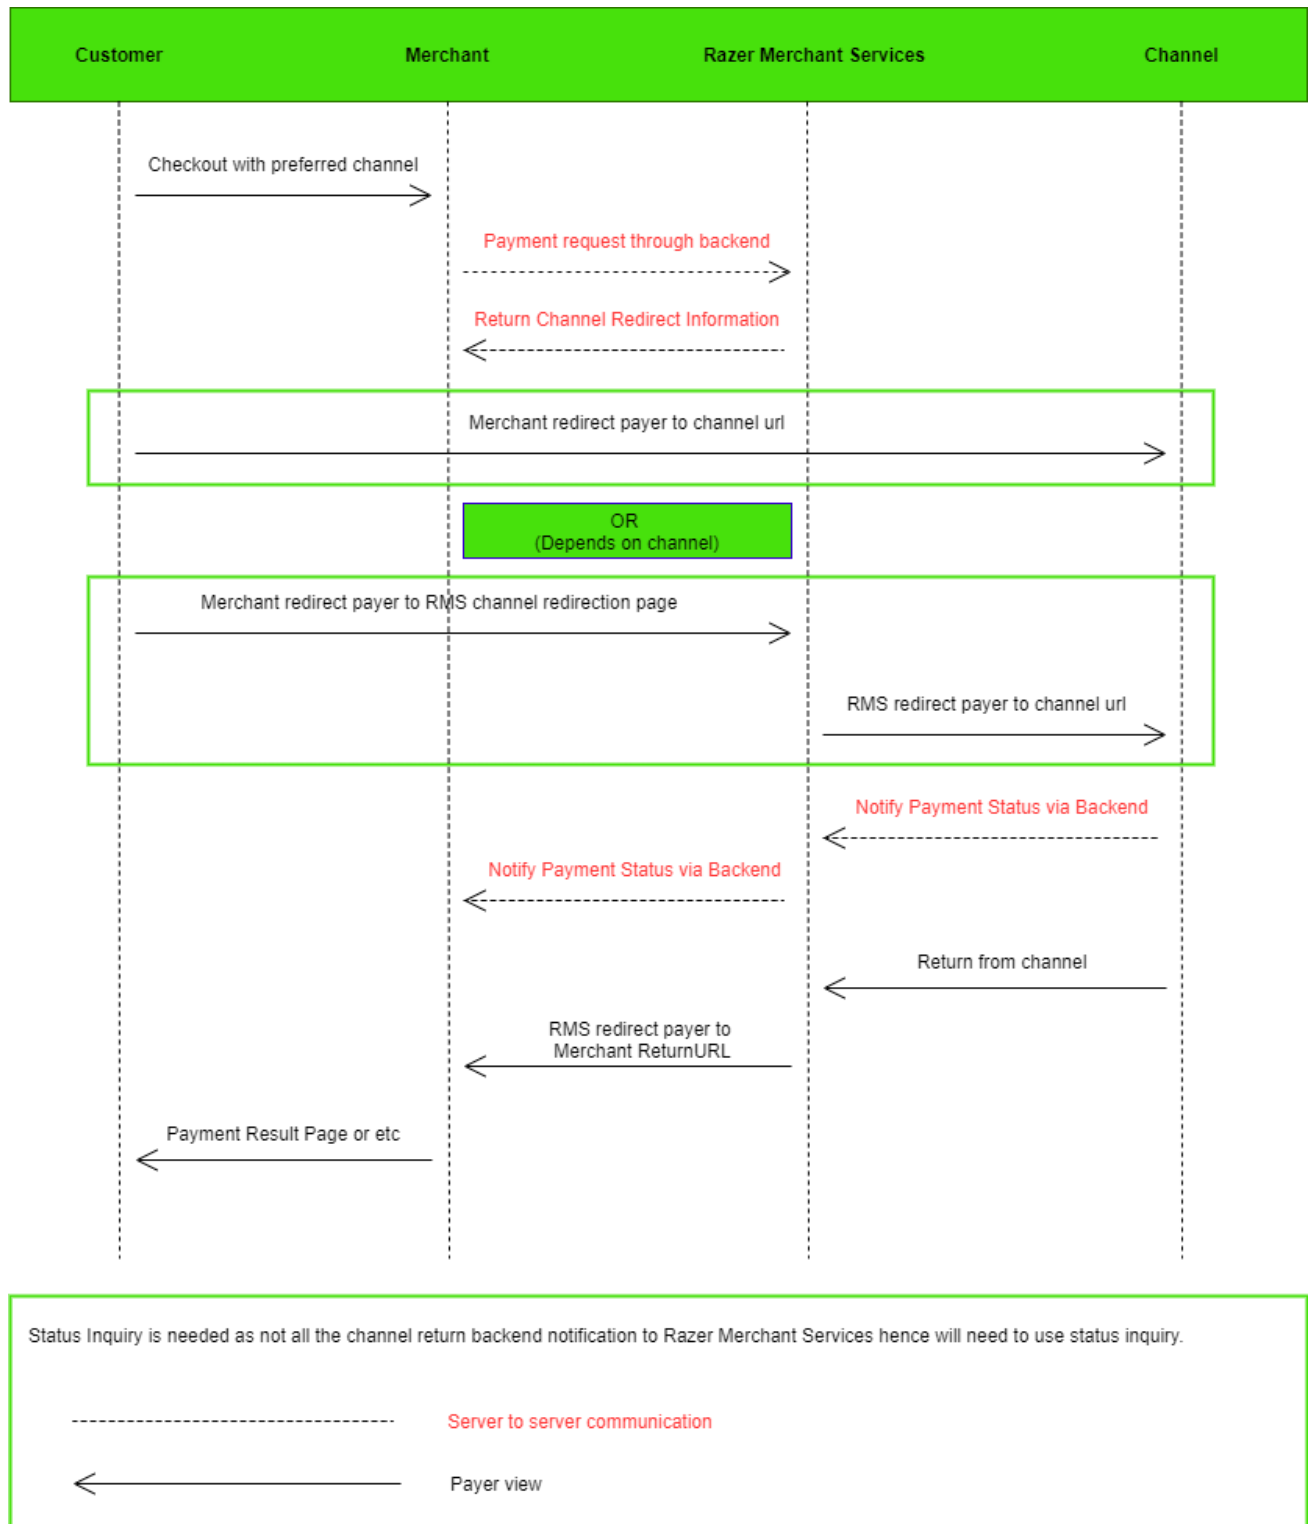 Customer
Merchant
Razer Merchant Services
Channel
Checkout with preferred channel
Payment request through backend
Return Channel Redirect Information
Merchant redirect payer to channel url
OR
(Depends on channel)
Merchant redirect payer to RMS channel redirection page
RMS redirect payer to channel url
Notify Payment Status via Backend
Notify Payment Status via Backend
Return from channel
RMS redirect payer to
Merchant ReturnURL
Payment Result Page or etc
Status Inquiry is needed as not all the channel return backend notification to Razer Merchant Services hence will need to use status inquiry.
Server to server communication
Payer view